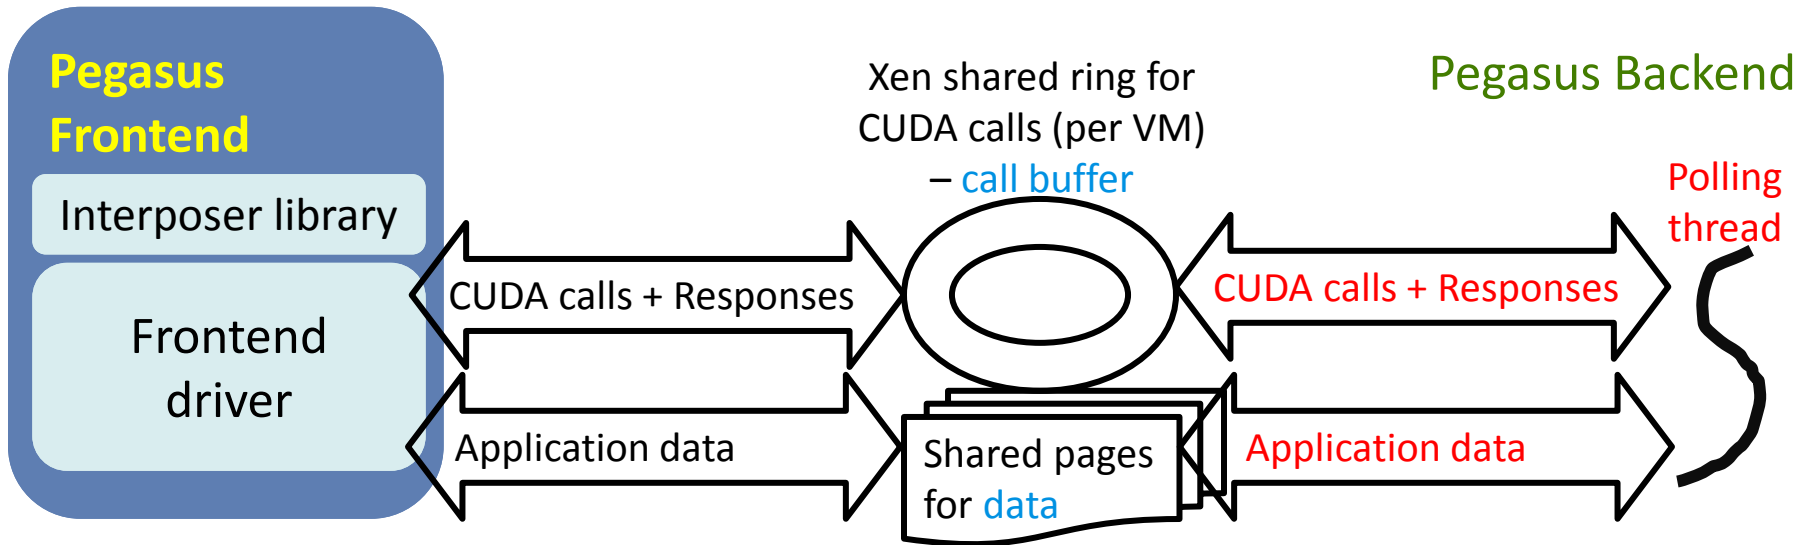 Pegasus
Frontend
Interposer library
Frontend
driver
CUDA calls + Responses
Application data
Xen shared ring for
CUDA calls (per VM)
– call buffer
Shared pages
for data
Pegasus Backend
Polling
thread
CUDA calls + Responses
Application data